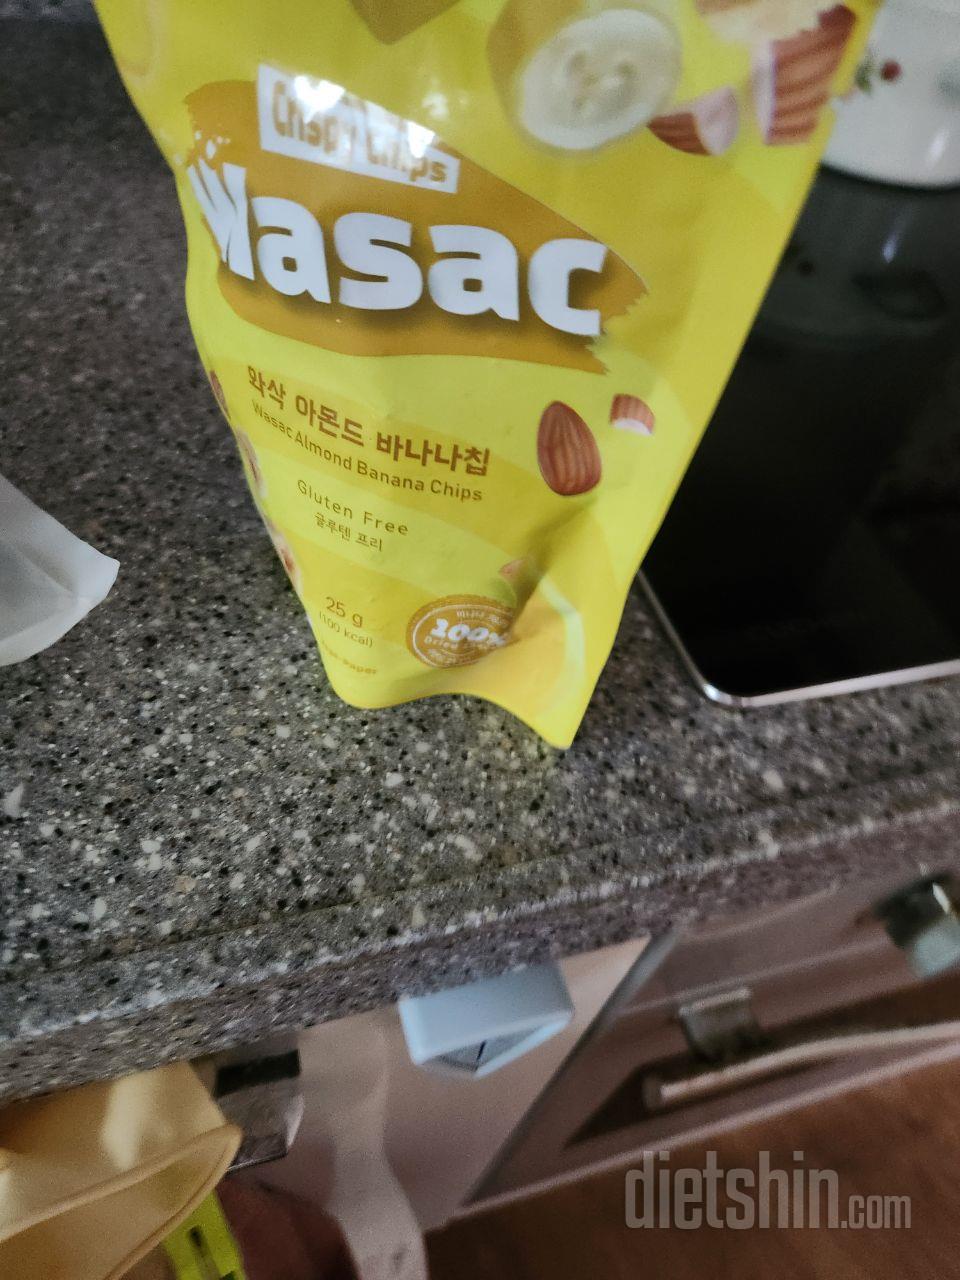 Crispy Chips
Wasac
와삭 아몬드 바나나칩
Wasac Almond Banana Chips
Gluten Free
글루텐 프리
25 g
(100 kcal)
100%
Dried
dietshin.com